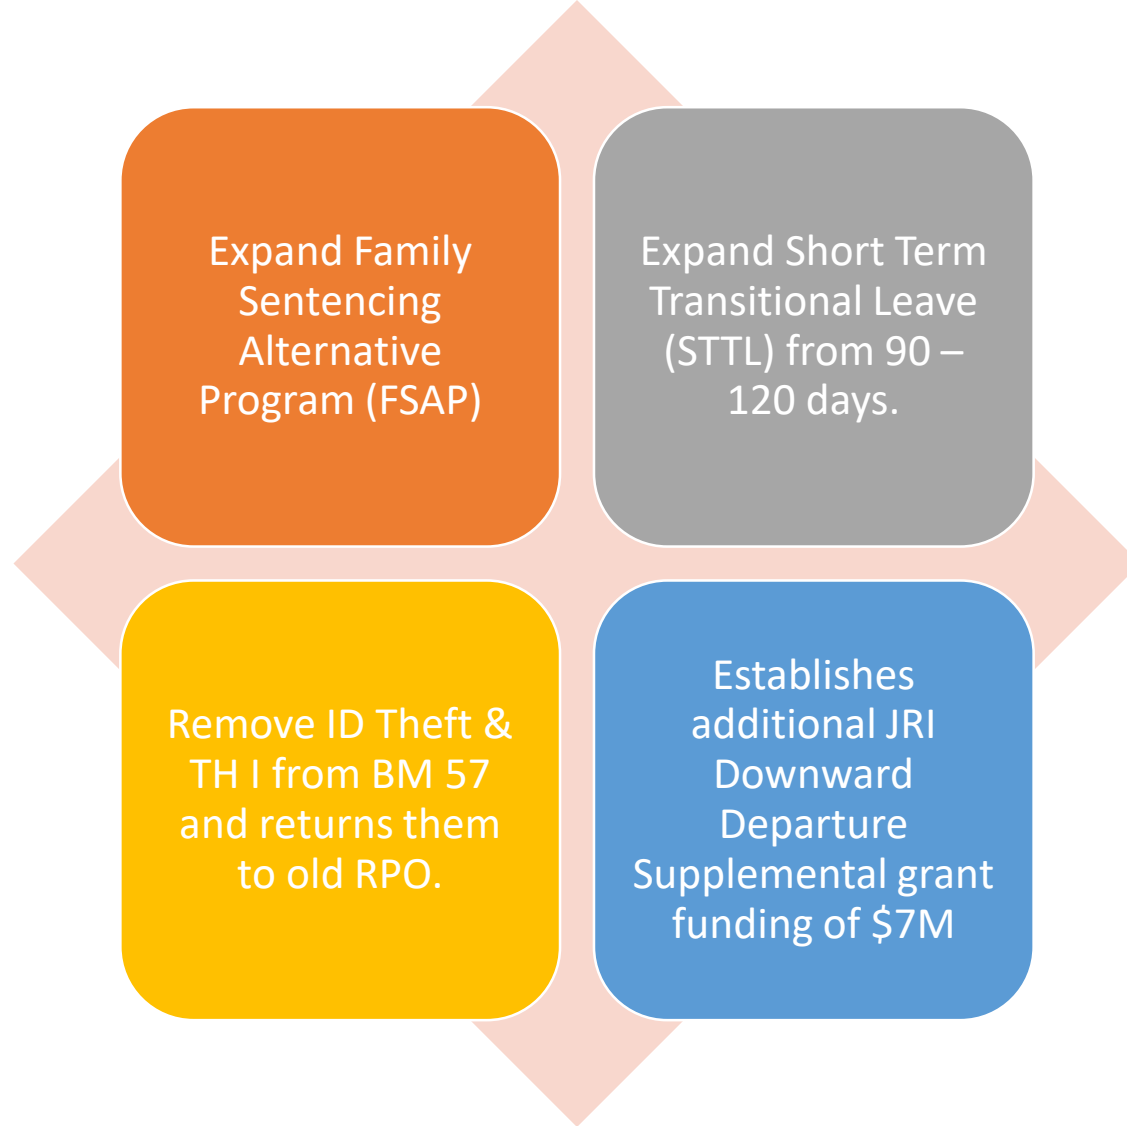 Expand Family
Sentencing
Alternative
Program (FSAP)
Expand Short Term
Transitional Leave
(STTL) from 90 –
120 days.
Remove ID Theft &
TH I from BM 57
and returns them
to old RPO.
Establishes
additional JRI
Downward
Departure
Supplemental grant
funding of $7M